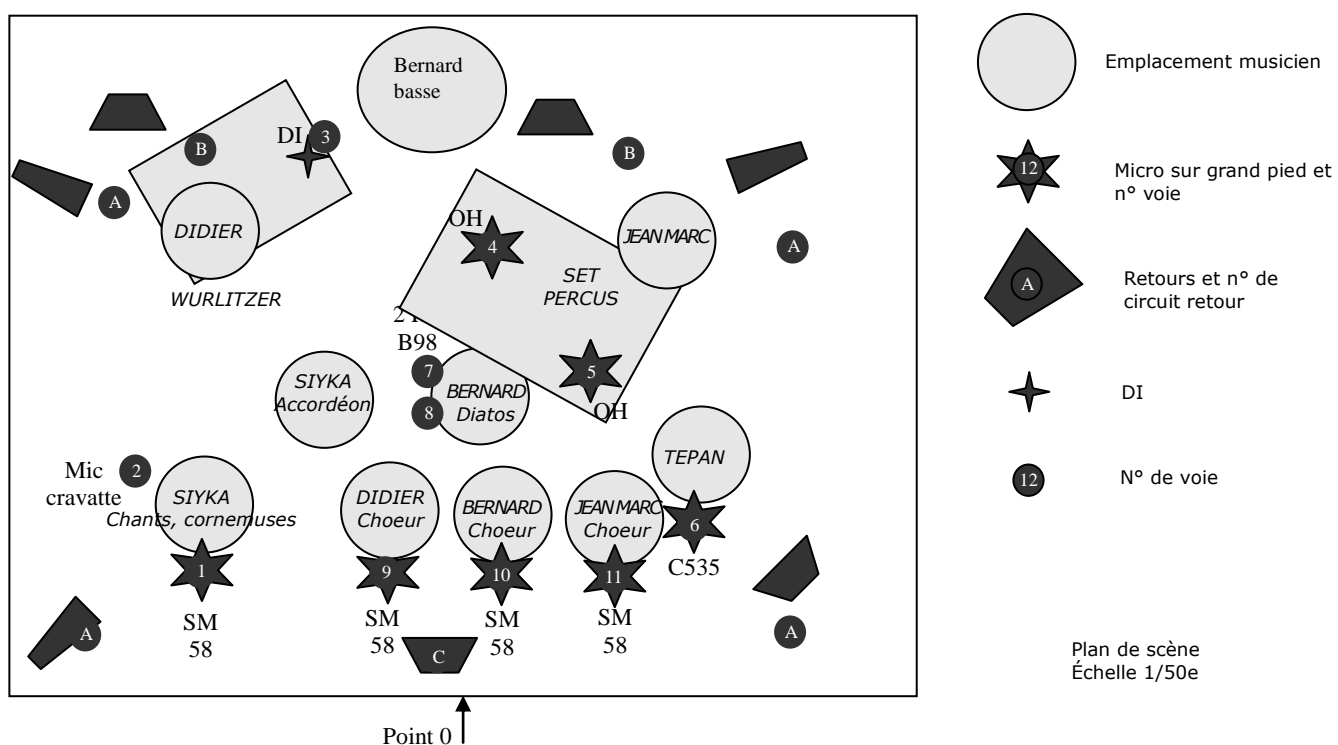 Bernard
basse
DI
3
B
B
A
A
DIDIER
WURLITZER
OH
4
JEAN MARC
SET
PERCUS
B98
7
8
5
OH
SIYKA
Accordéon
BERNARD
Diatos
TEPAN
Mic
cravatte
2
SIYKA
Chants, cornemuses
DIDIER
Choeur
BERNARD
Choeur
JEAN MARC
Choeur
6
C535
1
9
10
11
SM
58
SM
58
SM
58
SM
58
A
C
A
Point 0
Emplacement musicien
12
Micro sur grand pied et
n° voie
A
Retours et n° de
circuit retour
DI
12
N° de voie
Plan de scène
Échelle 1/50e